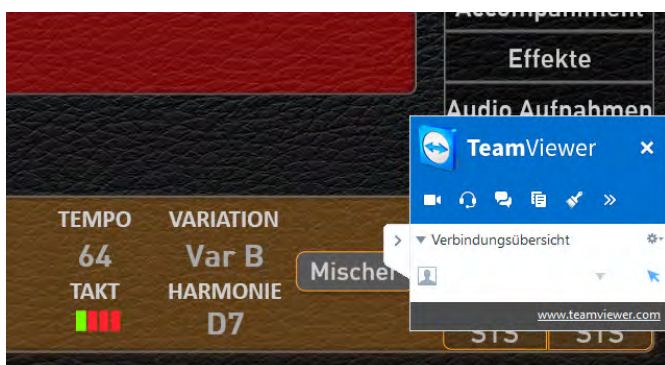 Accompaniment
Effekte
Audio Aufnahmen
TeamViewer
Verbindungsübersicht
www.teamviewer.com
TEMPO VARIATION
64 Var B
Mischer
TAKT HARMONIE
D7
STS STS